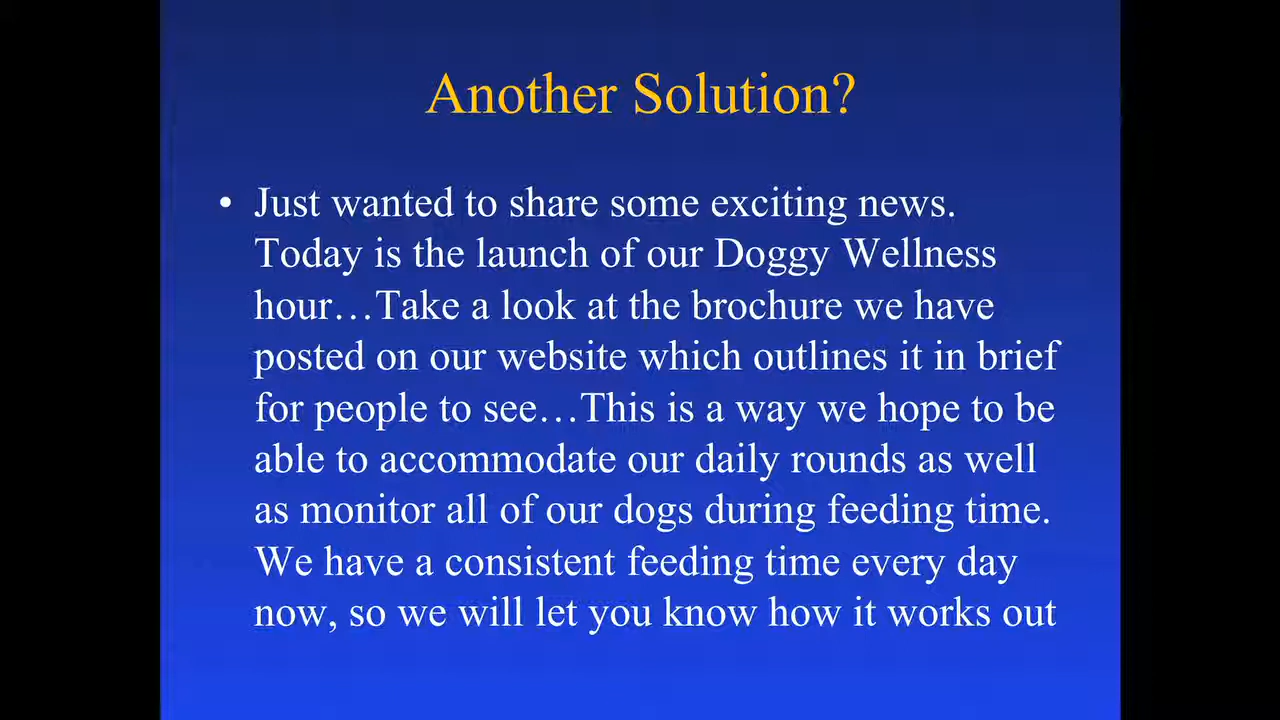 Another Solution?
• Just wanted to share some exciting news.
Today is the launch of our Doggy Wellness
hour…Take a look at the brochure we have
posted on our website which outlines it in brief
for people to see…This is a way we hope to be
able to accommodate our daily rounds as well
as monitor all of our dogs during feeding time.
We have a consistent feeding time every day
now, so we will let you know how it works out